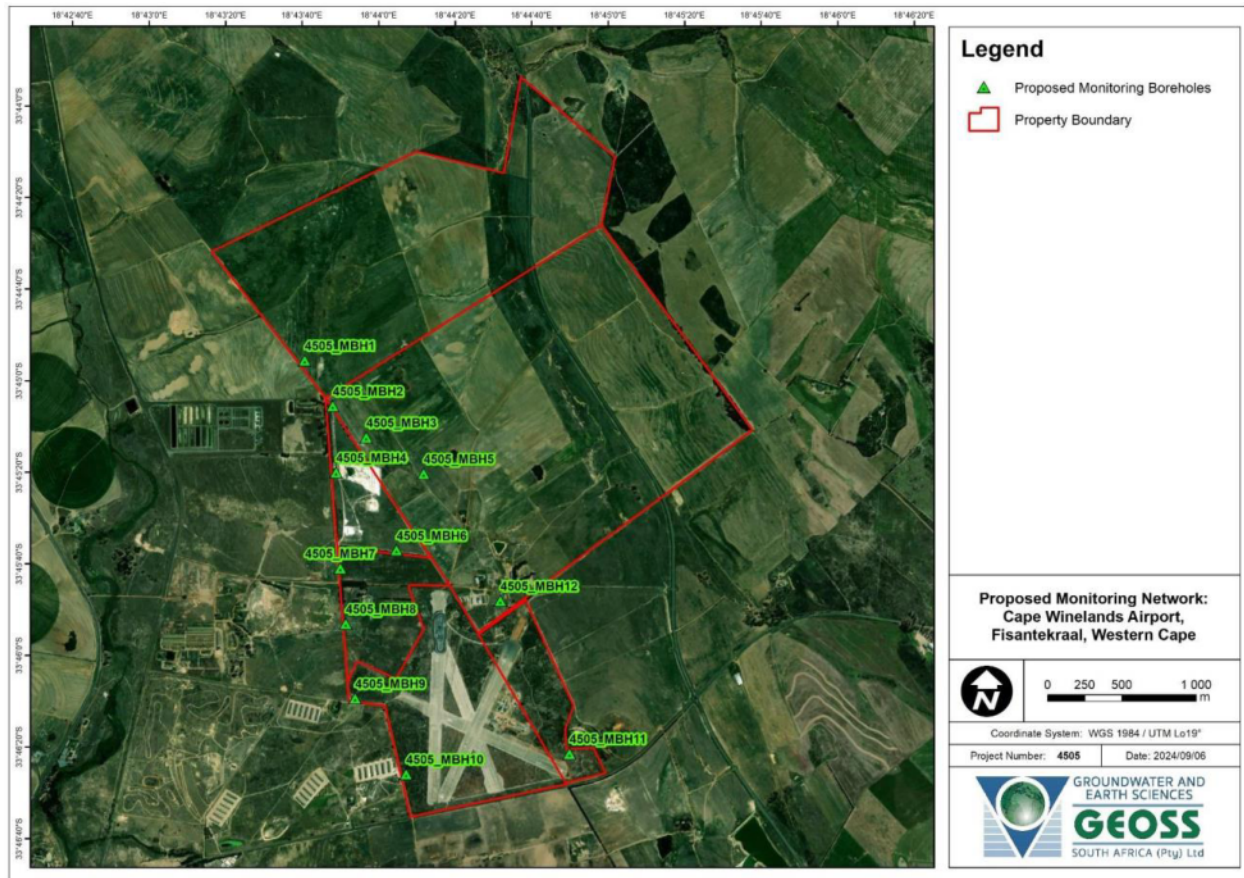 18°42'40"E 18°43'0"E 18°43'20"E 18°43'40"E 18°44'0"E 18°44'20"E 18°44'40"E 18°45'0"E 18°45'20"E 18°45'40"E 18°46'0"E 18°46'20"E
33°44'0"S
33°44'20"S
33°44'40"S
33°45'0"S
33°45'20"S
33°45'40"S
33°46'0"S
33°46'20"S
33°46'40"S
4505_MBH1
4505_MBH2
4505_MBH3
4505_MBH4
4505_MBH5
4505_MBH6
4505_MBH7
4505_MBH12
4505_MBH8
4505_MBH9
4505_MBH11
4505_MBH10
Legend
Proposed Monitoring Boreholes
Property Boundary
Proposed Monitoring Network:
Cape Winelands Airport,
Fisantekraal, Western Cape
N
0 250 500 1 000
m
Coordinate System: WGS 1984 / UTM Lo19°
Project Number: 4505 Date: 2024/09/06
GROUNDWATER AND
EARTH SCIENCES
GEOSS
SOUTH AFRICA (Pty) Ltd